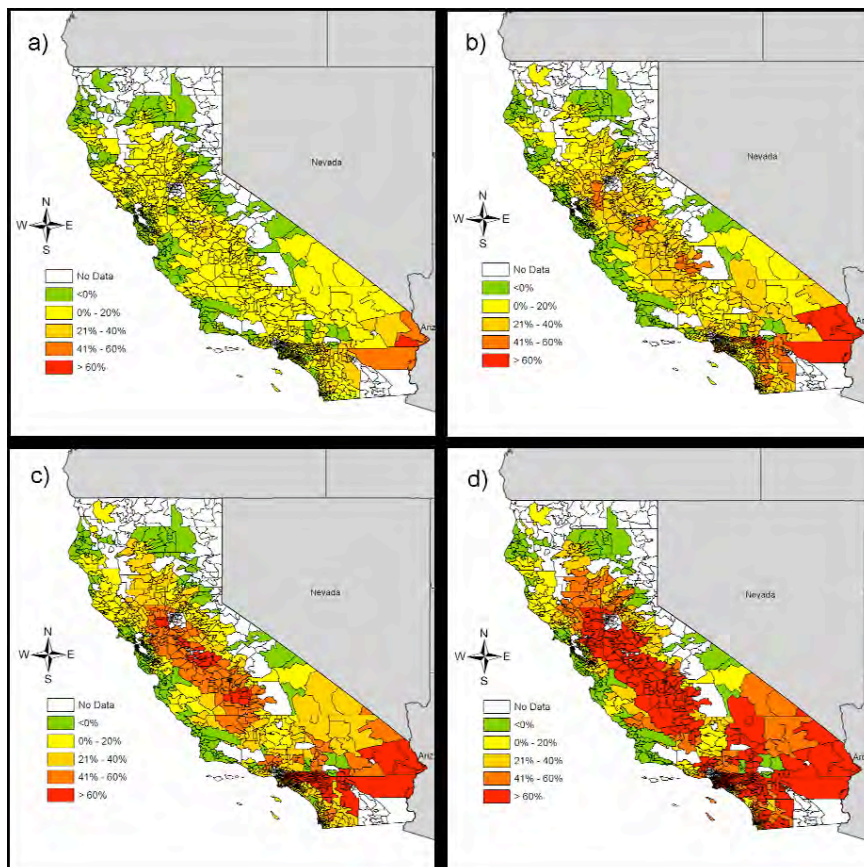 a)
Nevada
N
W E
S
No Data
<0%
0% - 20%
21% - 40%
41% - 60%
> 60%
b)
Nevada
N
W E
S
No Data
<0%
0% - 20%
21% - 40%
41% - 60%
> 60%
c)
Nevada
N
W E
S
No Data
<0%
0% - 20%
21% - 40%
41% - 60%
> 60%
Ariz
d)
Nevada
N
W E
S
No Data
<0%
0% - 20%
21% - 40%
41% - 60%
> 60%